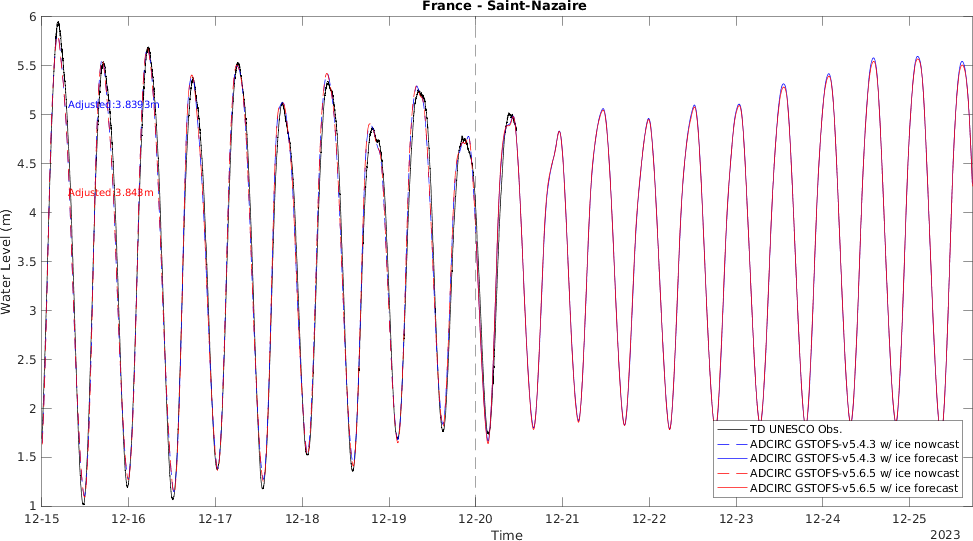 France - Saint-Nazaire
6
5.5
5
4.5
4
3.5
3
2.5
2
1.5
1
Water Level (m)
Adjusted:3.8393m
Adjusted:3.843m
TD UNESCO Obs.
ADCIRC GSTOFS-v5.4.3 w/ ice nowcast
ADCIRC GSTOFS-v5.4.3 w/ ice forecast
ADCIRC GSTOFS-v5.6.5 w/ ice nowcast
ADCIRC GSTOFS-v5.6.5 w/ ice forecast
12-15 12-16 12-17 12-18 12-19 12-20 12-21 12-22 12-23 12-24 12-25
Time
2023